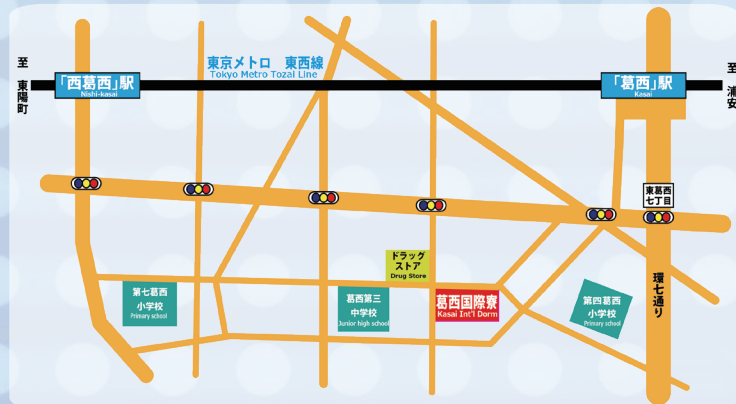 至
東陽町
「西葛西」駅
Nishi-kasai
東京メトロ 東西線
Tokyo Metro Tozai Line
「葛西」駅
Kasai
至
浦安
東葛西
七丁目
ドラッグ
ストア
Drug Store
第七葛西
小学校
Primary school
葛西第三
中学校
Junior high school
葛西国際寮
Kasai Int'l Dorm
第四葛西
小学校
Primary school
環七通り